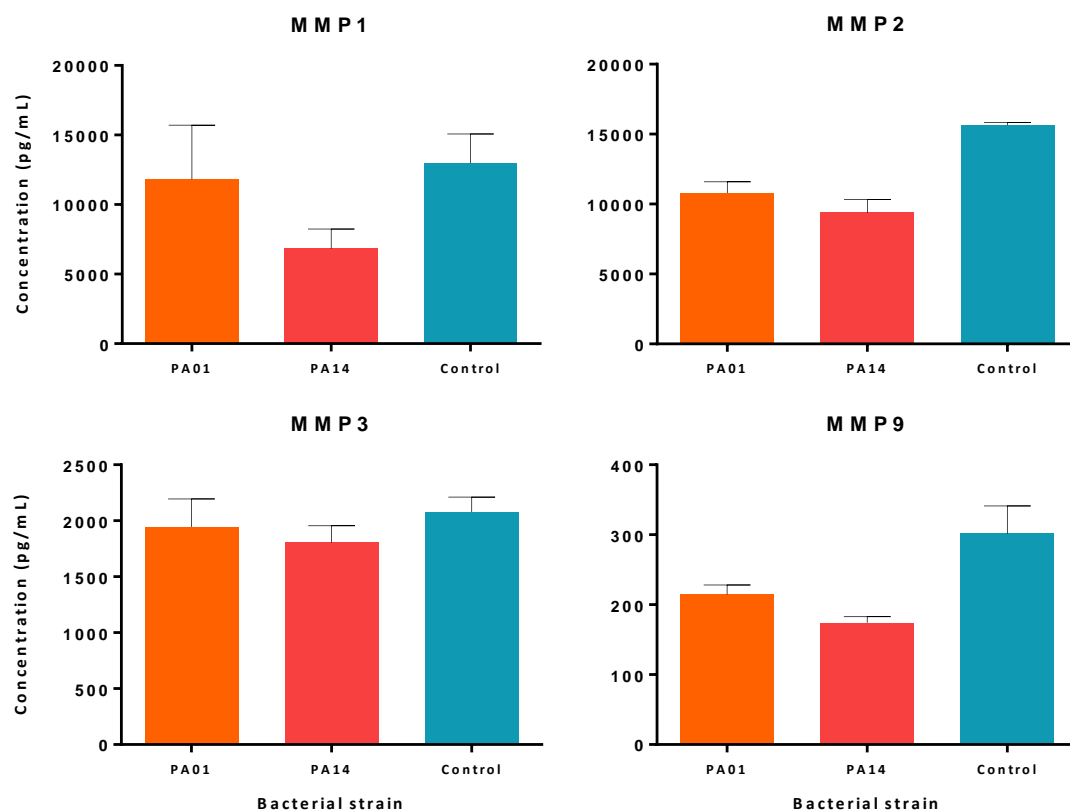 MMP1
Concentration (pg/mL)
20000
15000
10000
5000
0
PA01 PA14 Control
MMP2
20000
15000
10000
5000
0
PA01 PA14 Control
MMP3
Concentration (pg/mL)
2500
2000
1500
1000
500
0
PA01 PA14 Control
Bacterial strain
MMP9
400
300
200
100
0
PA01 PA14 Control
Bacterial strain